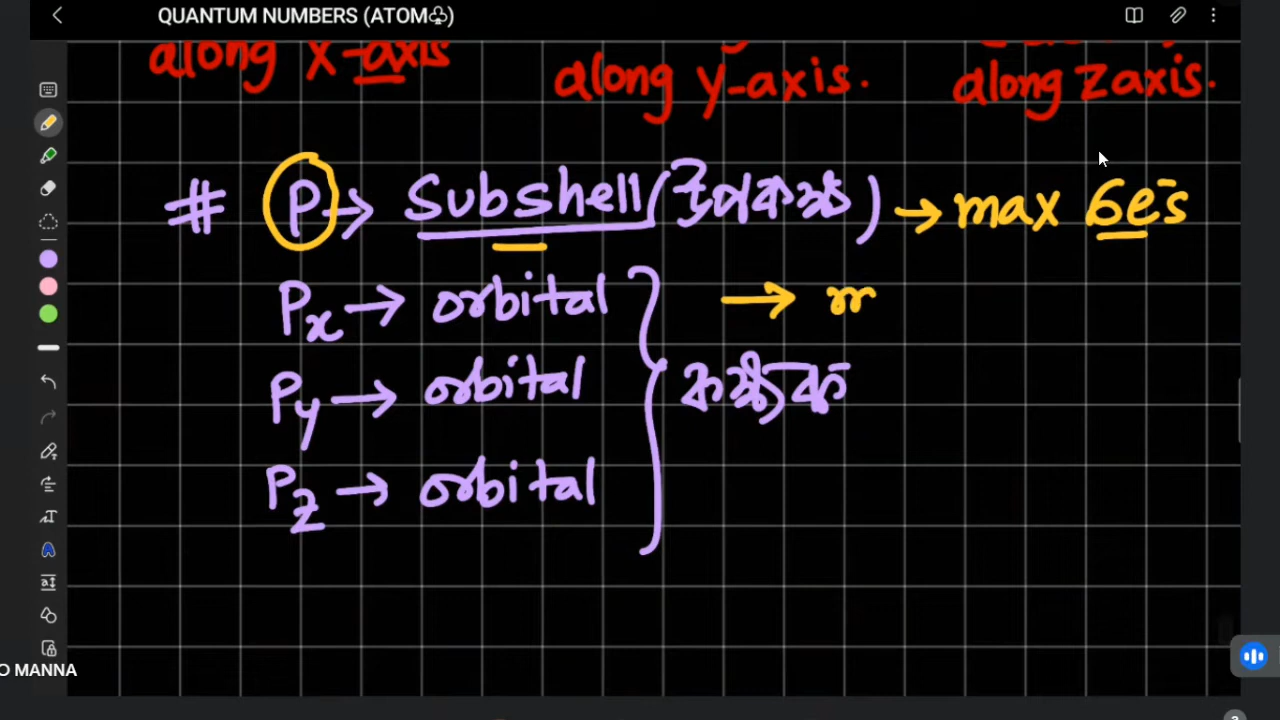 QUANTUM NUMBERS (ATOM♣)
along x-axis
along y-axis.
along z axis.
# P → Subshell (উপকক্ষ) → max 6e⁻s
Px → orbital → m
Py → orbital কক্ষক
Pz → orbital
O MANNA